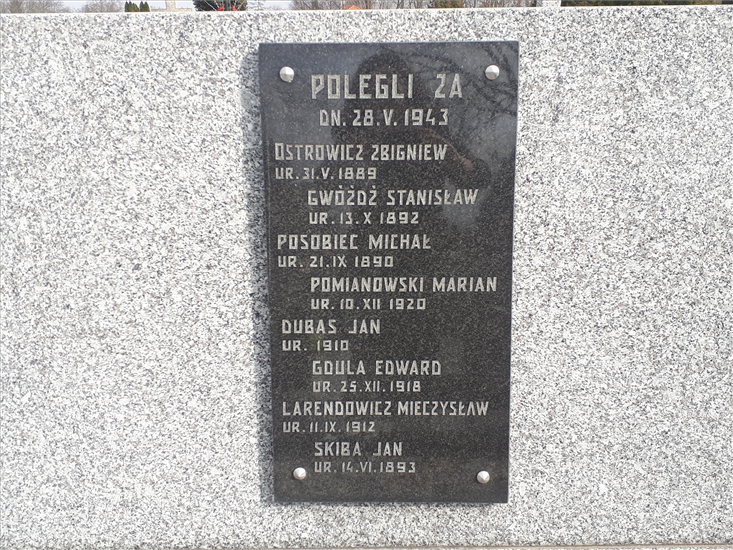 POLEGLI ZA
DN. 28. V. 1943
OSTROWICZ ZBIGNIEW
UR. 31. V. 1889
GWÓŹDŹ STANISŁAW
UR. 13. X 1892
POSOBIEC MICHAŁ
UR. 21. IX 1890
POMIANOWSKI MARIAN
UR. 10. XII 1920
DUBAS JAN
UR. 1910
GDULA EDWARD
UR. 25. XII. 1918
LARENDOWICZ MIECZYSŁAW
UR. 11. IX. 1912
SKIBA JAN
UR. 14. VI. 1893